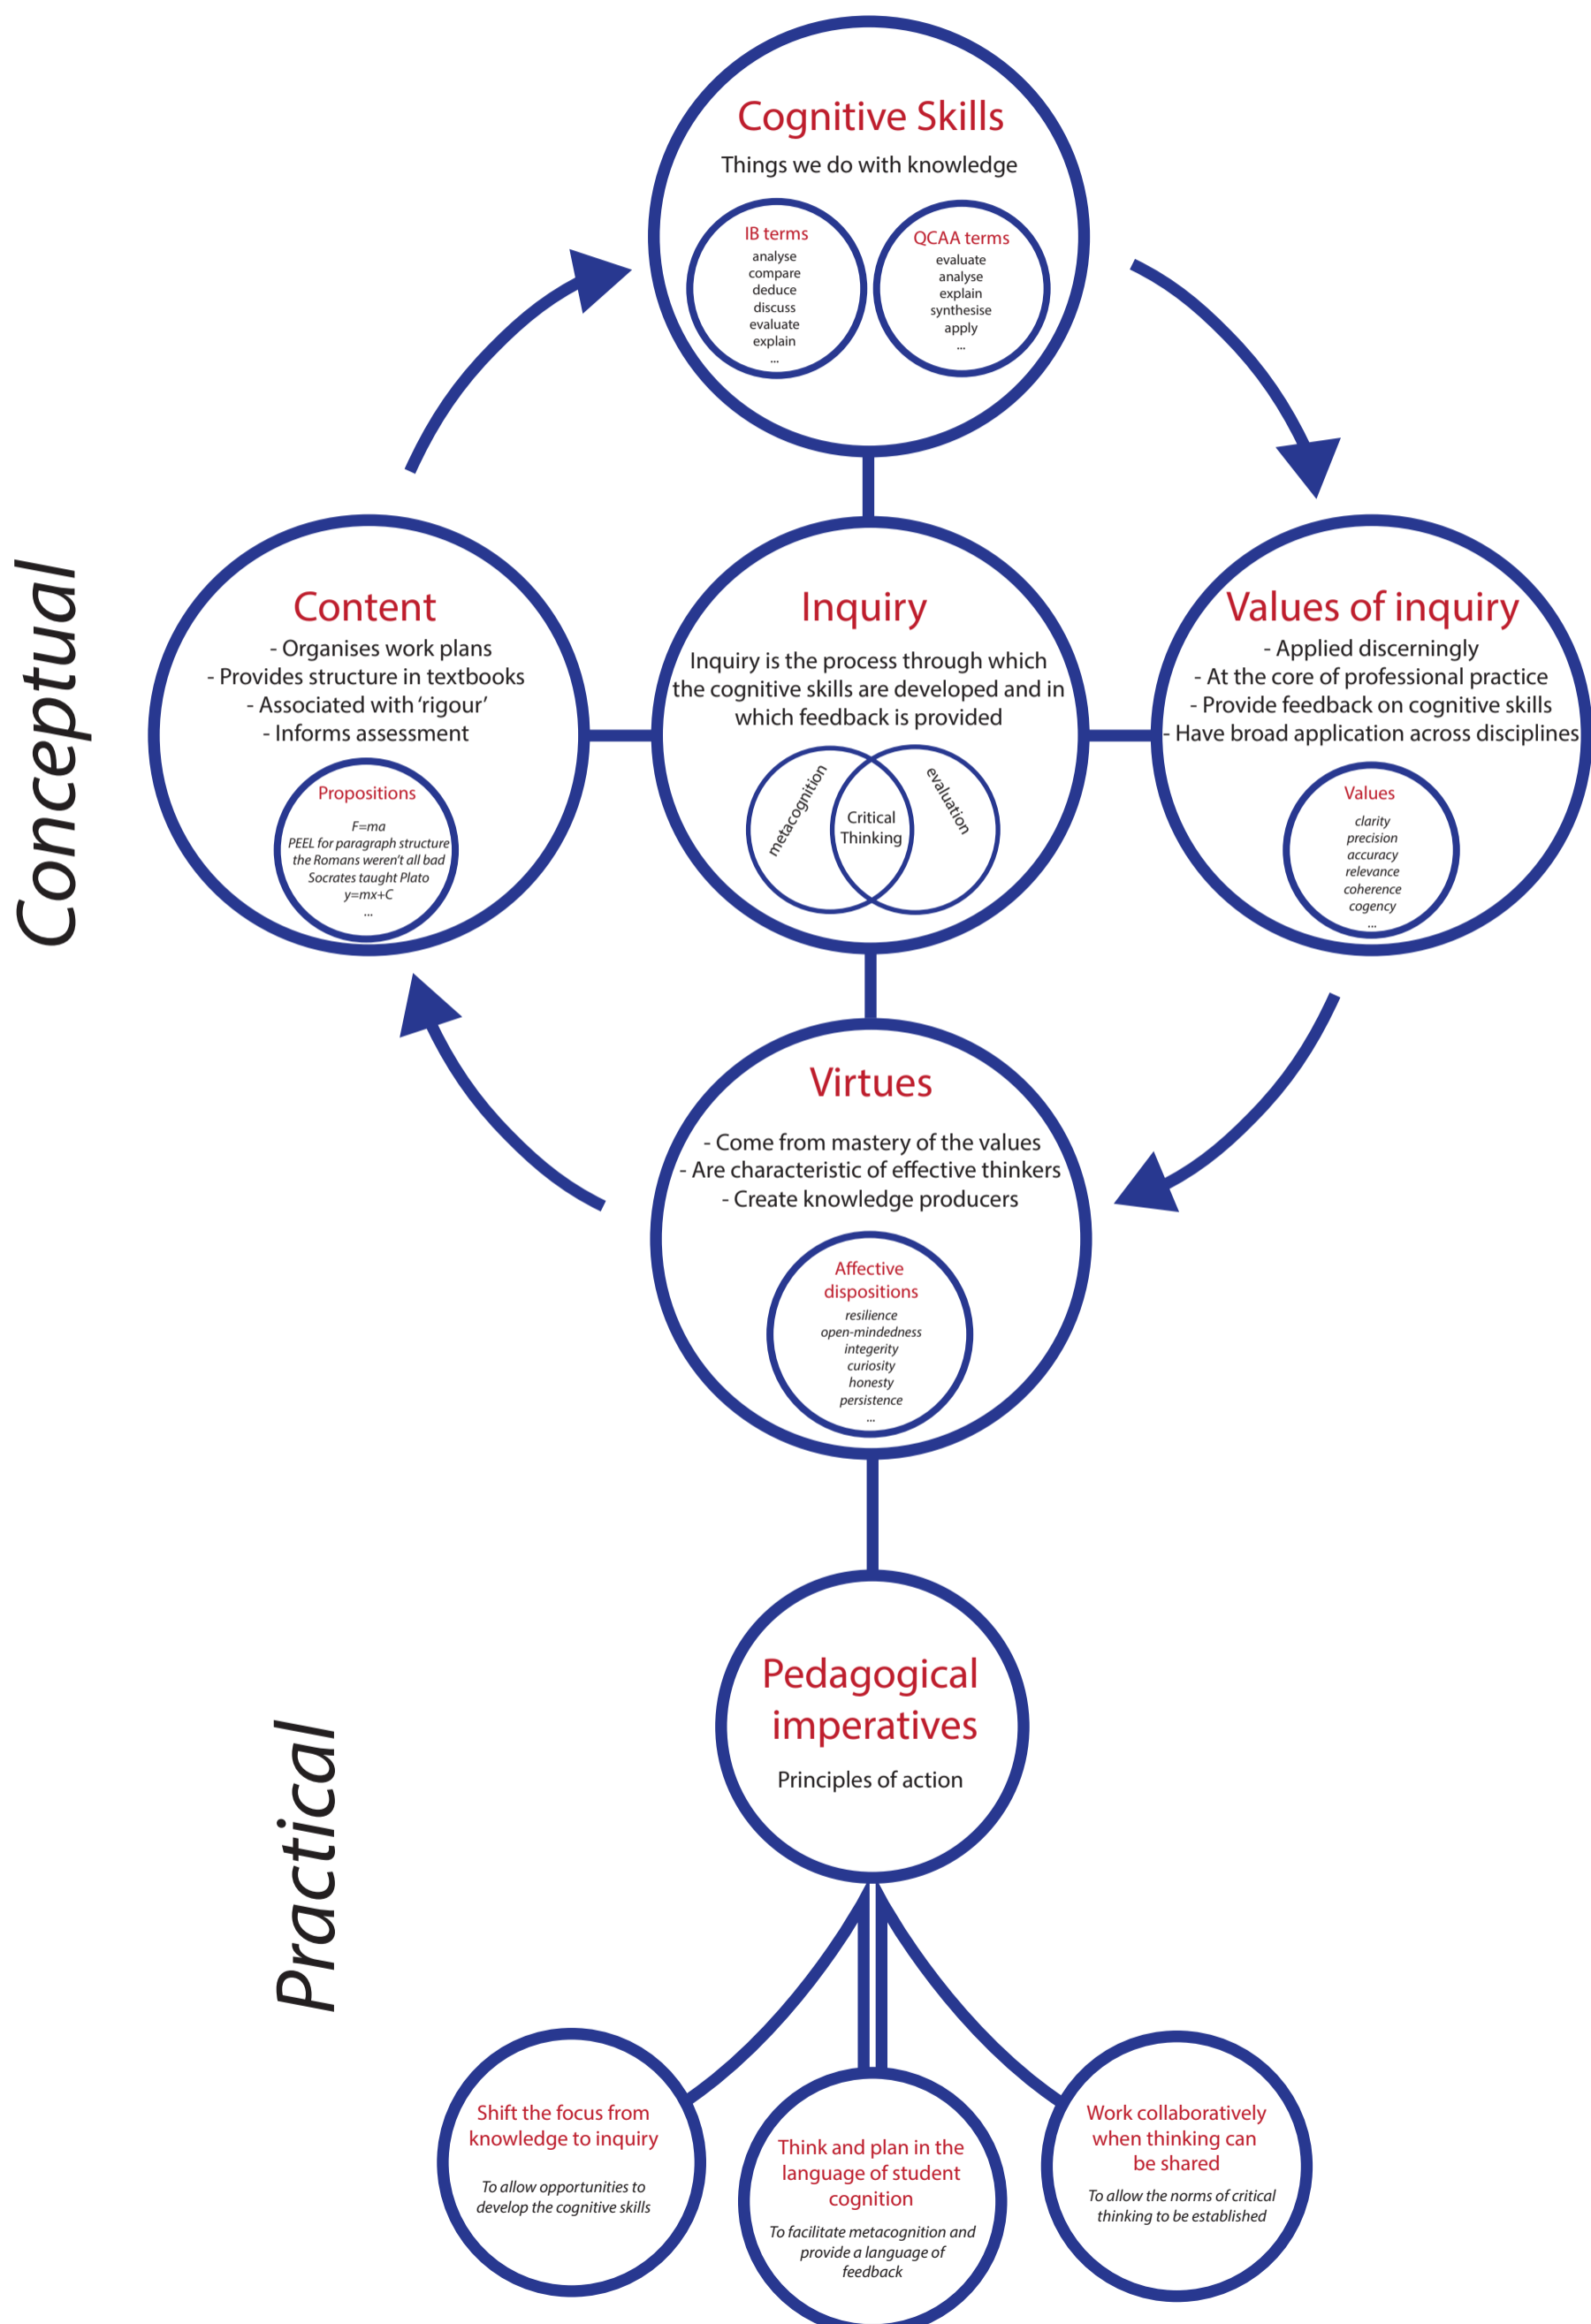 Cognitive Skills
Things we do with knowledge
IB terms
analyse
compare
deduce
discuss
evaluate
explain
...
QCAA terms
evaluate
analyse
explain
synthesise
apply
...
Conceptual
Content
- Organises work plans
- Provides structure in textbooks
- Associated with ‘rigour’
- Informs assessment
Propositions
F=ma
PEEL for paragraph structure
the Romans weren’t all bad
Socrates taught Plato
y=mx+C
...
Inquiry
Inquiry is the process through which
the cognitive skills are developed and in
which feedback is provided
metacognition
Critical
Thinking
evaluation
Values of inquiry
- Applied discerningly
- At the core of professional practice
- Provide feedback on cognitive skills
- Have broad application across disciplines
Values
clarity
precision
accuracy
relevance
coherence
cogency
...
Virtues
- Come from mastery of the values
- Are characteristic of effective thinkers
- Create knowledge producers
Affective
dispositions
resilience
open-mindedness
integerity
curiosity
honesty
persistence
...
Practical
Pedagogical
imperatives
Principles of action
Shift the focus from
knowledge to inquiry
To allow opportunities to
develop the cognitive skills
Think and plan in the
language of student
cognition
To facilitate metacognition and
provide a language of
feedback
Work collaboratively
when thinking can
be shared
To allow the norms of critical
thinking to be established